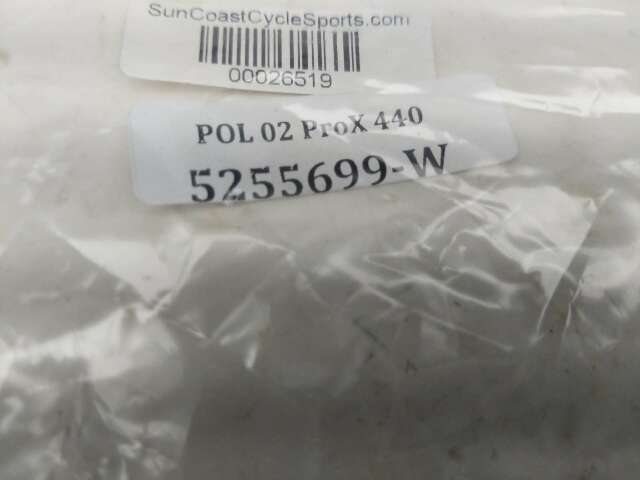 SunCoastCycleSports.com
00026519
POL 02 ProX 440
5255699-W